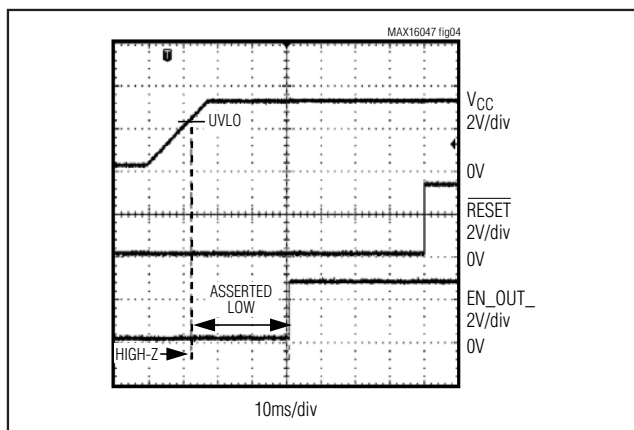 MAX16047 fig04
T
VCC
2V/div
UVLO
0V
RESET
2V/div
0V
ASSERTED
LOW
EN_OUT_
2V/div
HIGH-Z
0V
10ms/div